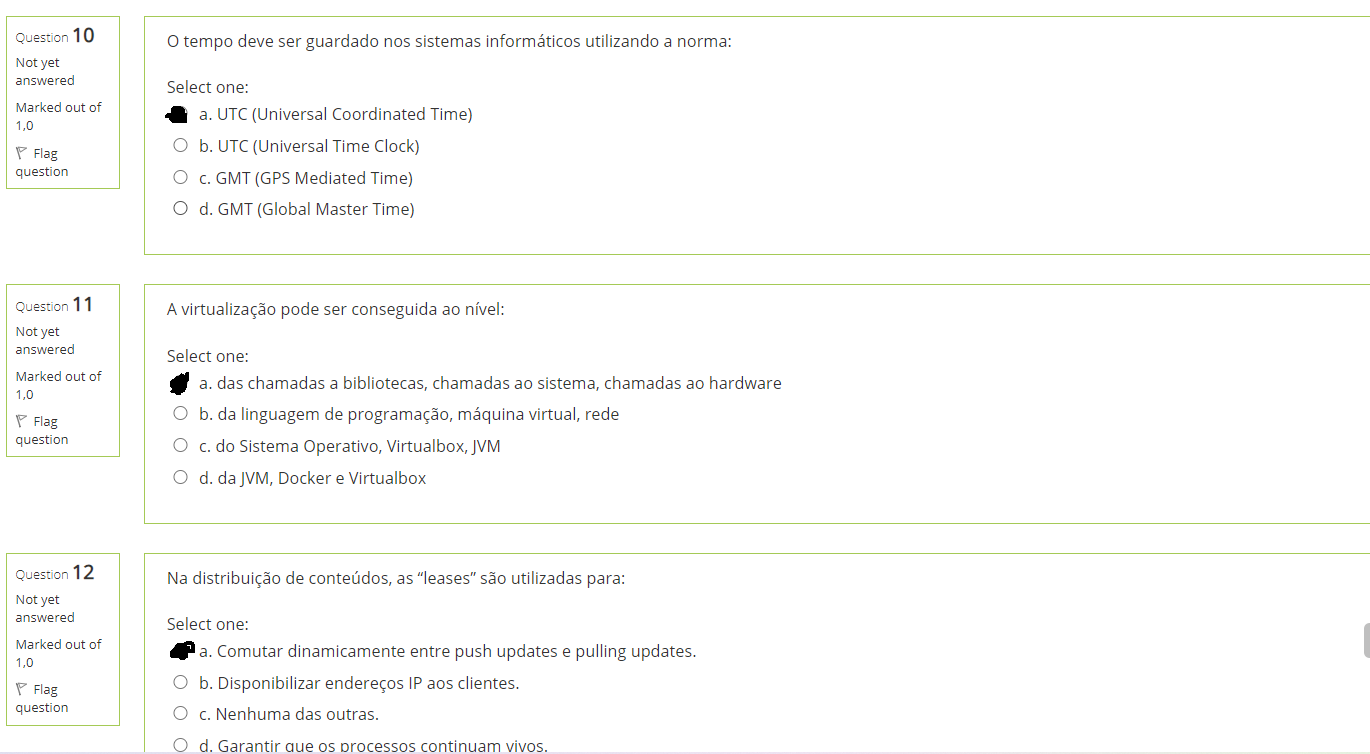 Question 10
Not yet
answered
Marked out of
1,0
Flag
question
O tempo deve ser guardado nos sistemas informáticos utilizando a norma:
Select one:
a. UTC (Universal Coordinated Time)
b. UTC (Universal Time Clock)
c. GMT (GPS Mediated Time)
d. GMT (Global Master Time)
Question 11
Not yet
answered
Marked out of
1,0
Flag
question
A virtualização pode ser conseguida ao nível:
Select one:
a. das chamadas a bibliotecas, chamadas ao sistema, chamadas ao hardware
b. da linguagem de programação, máquina virtual, rede
c. do Sistema Operativo, Virtualbox, JVM
d. da JVM, Docker e Virtualbox
Question 12
Not yet
answered
Marked out of
1,0
Flag
question
Na distribuição de conteúdos, as “leases” são utilizadas para:
Select one:
a. Comutar dinamicamente entre push updates e pulling updates.
b. Disponibilizar endereços IP aos clientes.
c. Nenhuma das outras.
d. Garantir que os processos continuam vivos.